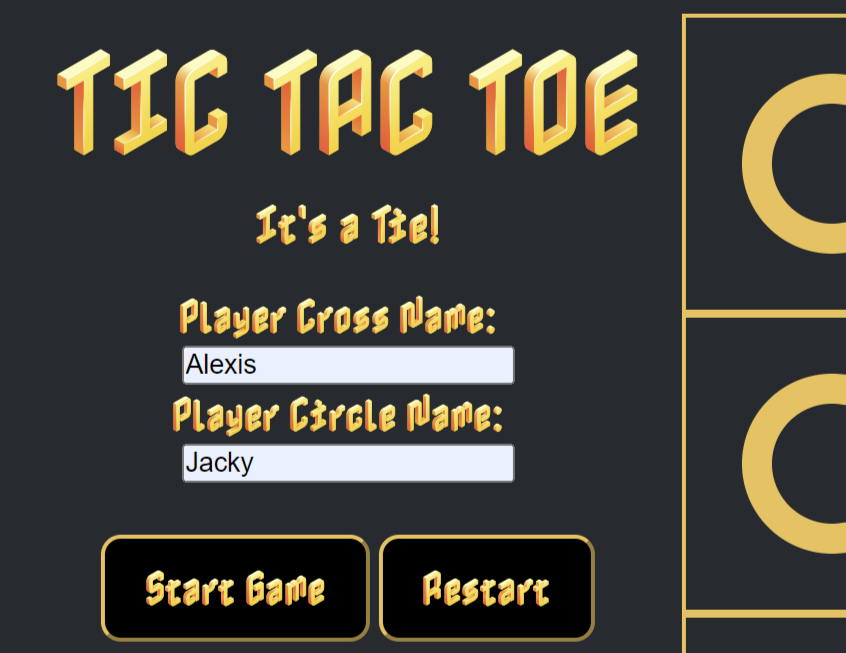 TIC TAC TOE
It's a Tie!
Player Cross Name:
Alexis
Player Circle Name:
Jacky
Start Game
Restart